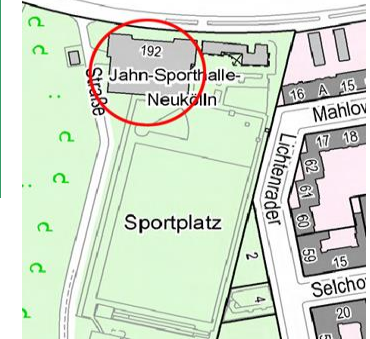 192
Jahn-Sporthalle-
Neukölln
Straße
16 A 15
Mahlow
17 18
62
61
60
59
15
Lichtenrader
Sportplatz
2
4
Selcho
20